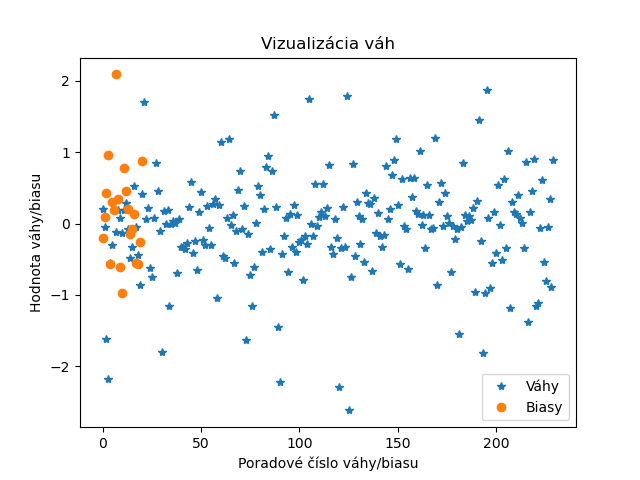 Vizualizácia váh
Hodnota váhy/biasu
2
1
0
−1
−2
0
50
100
150
200
Poradové číslo váhy/biasu
Váhy
Biasy